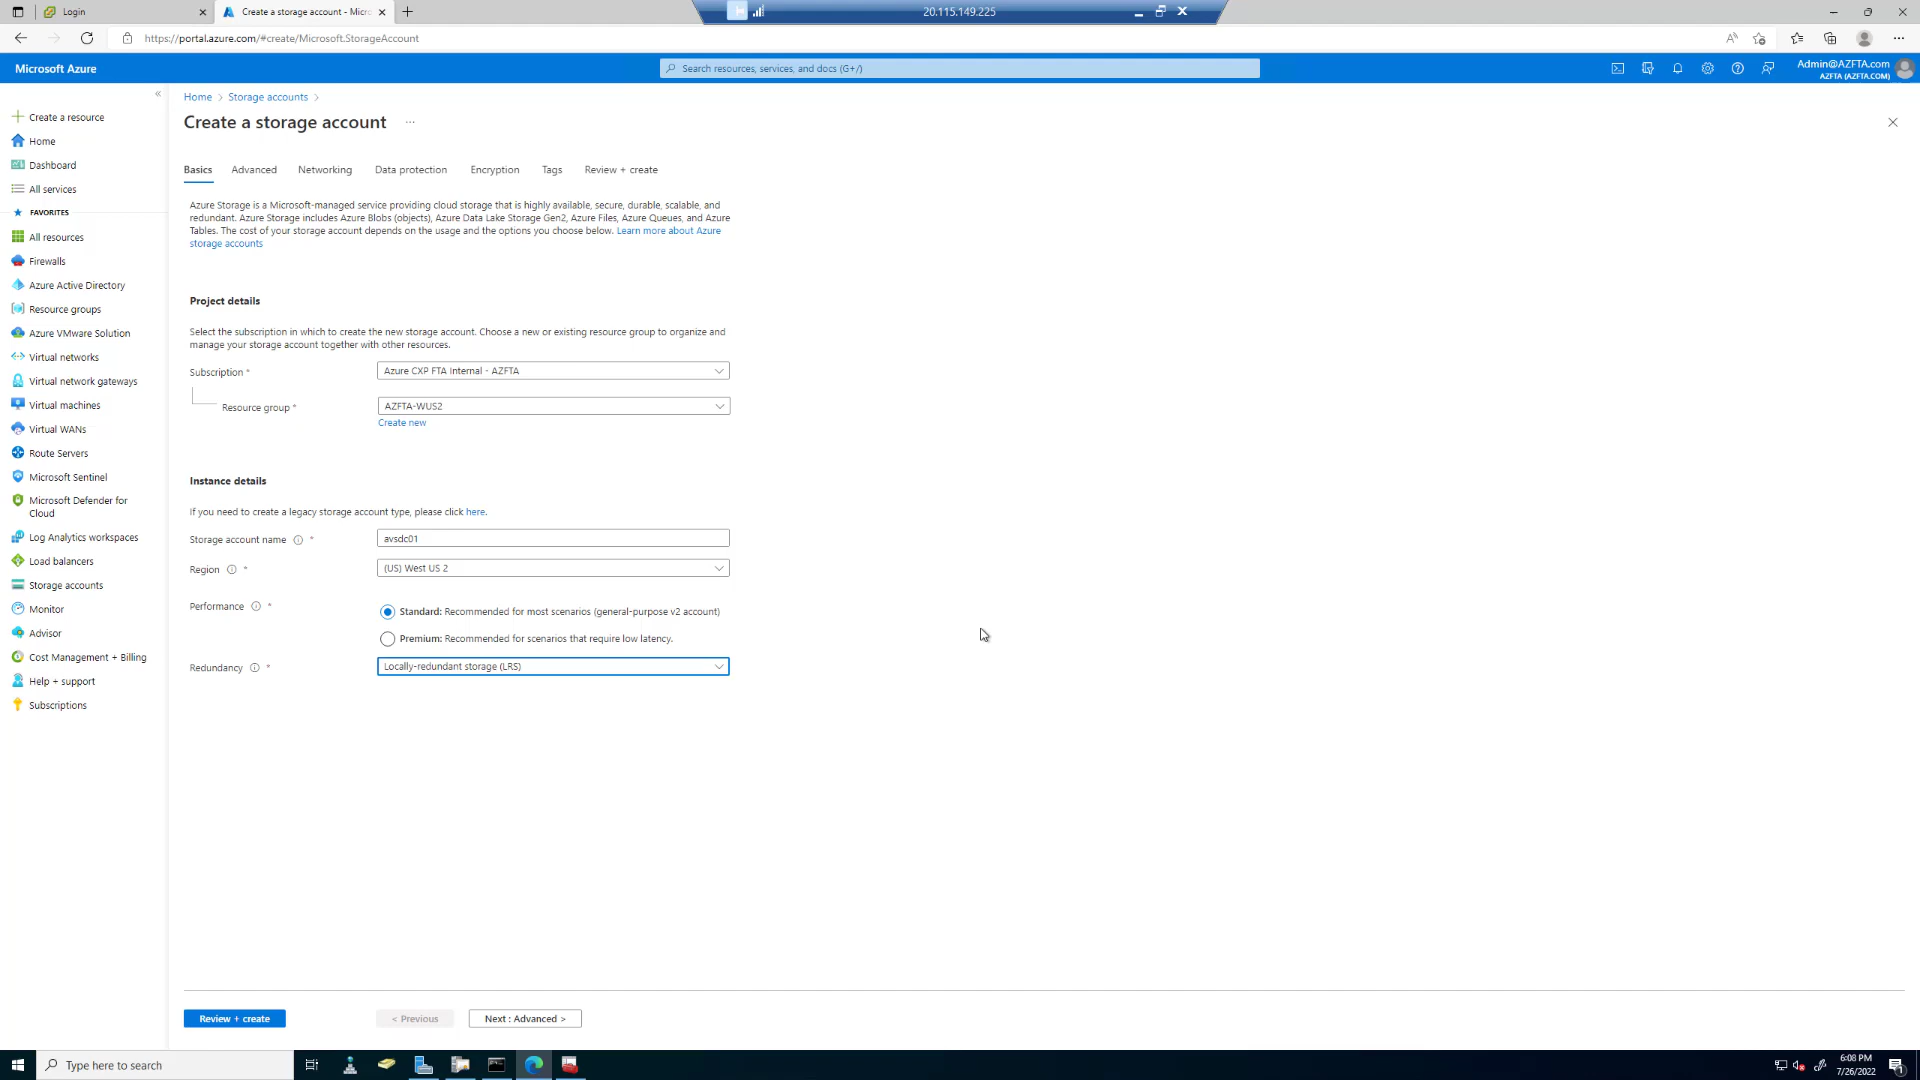 Login
Create a storage account - Micr
20.115.149.225
https://portal.azure.com/#create/Microsoft.StorageAccount
Microsoft Azure
Search resources, services, and docs (G+/)
Admin@AZFTA.com
AZFTA (AZFTA.COM)
Create a resource
Home
Dashboard
All services
FAVORITES
All resources
Firewalls
Azure Active Directory
Resource groups
Azure VMware Solution
Virtual networks
Virtual network gateways
Virtual machines
Virtual WANs
Route Servers
Microsoft Sentinel
Microsoft Defender for
Cloud
Log Analytics workspaces
Load balancers
Storage accounts
Monitor
Advisor
Cost Management + Billing
Help + support
Subscriptions
Home > Storage accounts >
Create a storage account ...
Basics Advanced Networking Data protection Encryption Tags Review + create
Azure Storage is a Microsoft-managed service providing cloud storage that is highly available, secure, durable, scalable, and
redundant. Azure Storage includes Azure Blobs (objects), Azure Data Lake Storage Gen2, Azure Files, Azure Queues, and Azure
Tables. The cost of your storage account depends on the usage and the options you choose below. Learn more about Azure
storage accounts
Project details
Select the subscription in which to create the new storage account. Choose a new or existing resource group to organize and
manage your storage account together with other resources.
Subscription * Azure CXP FTA Internal - AZFTA
Resource group * AZFTA-WUS2
Create new
Instance details
If you need to create a legacy storage account type, please click here.
Storage account name * avsdc01
Region * (US) West US 2
Performance * Standard: Recommended for most scenarios (general-purpose v2 account)
Premium: Recommended for scenarios that require low latency.
Redundancy * Locally-redundant storage (LRS)
Review + create < Previous Next : Advanced >
Type here to search
6:08 PM
7/26/2022
1